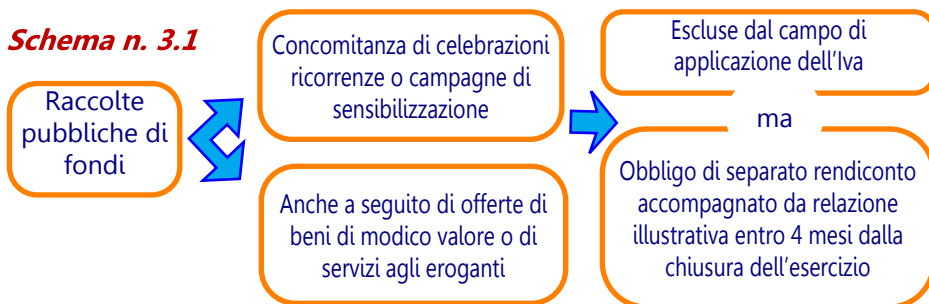 Schema n. 3.1
Raccolte
pubbliche di
fondi
Concomitanza di celebrazioni
ricorrenze o campagne di
sensibilizzazione
Anche a seguito di offerte di
beni di modico valore o di
servizi agli eroganti
Escluse dal campo di
applicazione dell’Iva
ma
Obbligo di separato rendiconto
accompagnato da relazione
illustrativa entro 4 mesi dalla
chiusura dell’esercizio